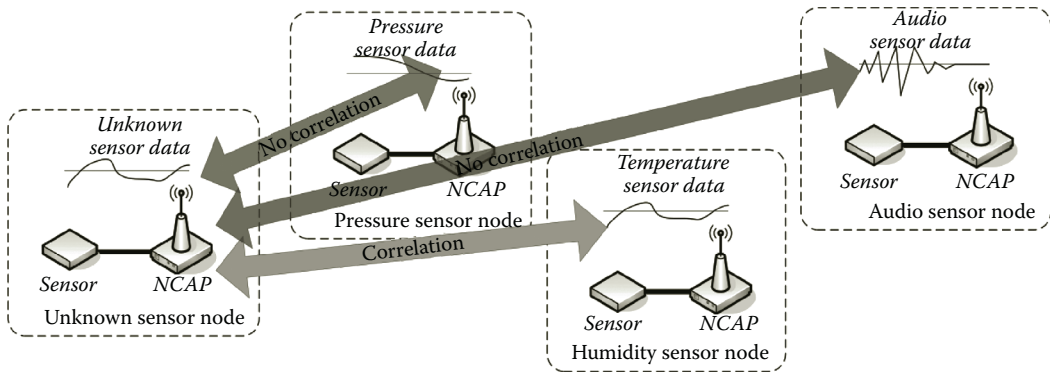 Pressure
sensor data
No correlation
Sensor
NCAP
Pressure sensor node
Audio
sensor data
No correlation
Sensor
NCAP
Audio sensor node
Unknown
sensor data
Sensor
NCAP
Unknown sensor node
Correlation
Temperature
sensor data
Sensor
NCAP
Humidity sensor node